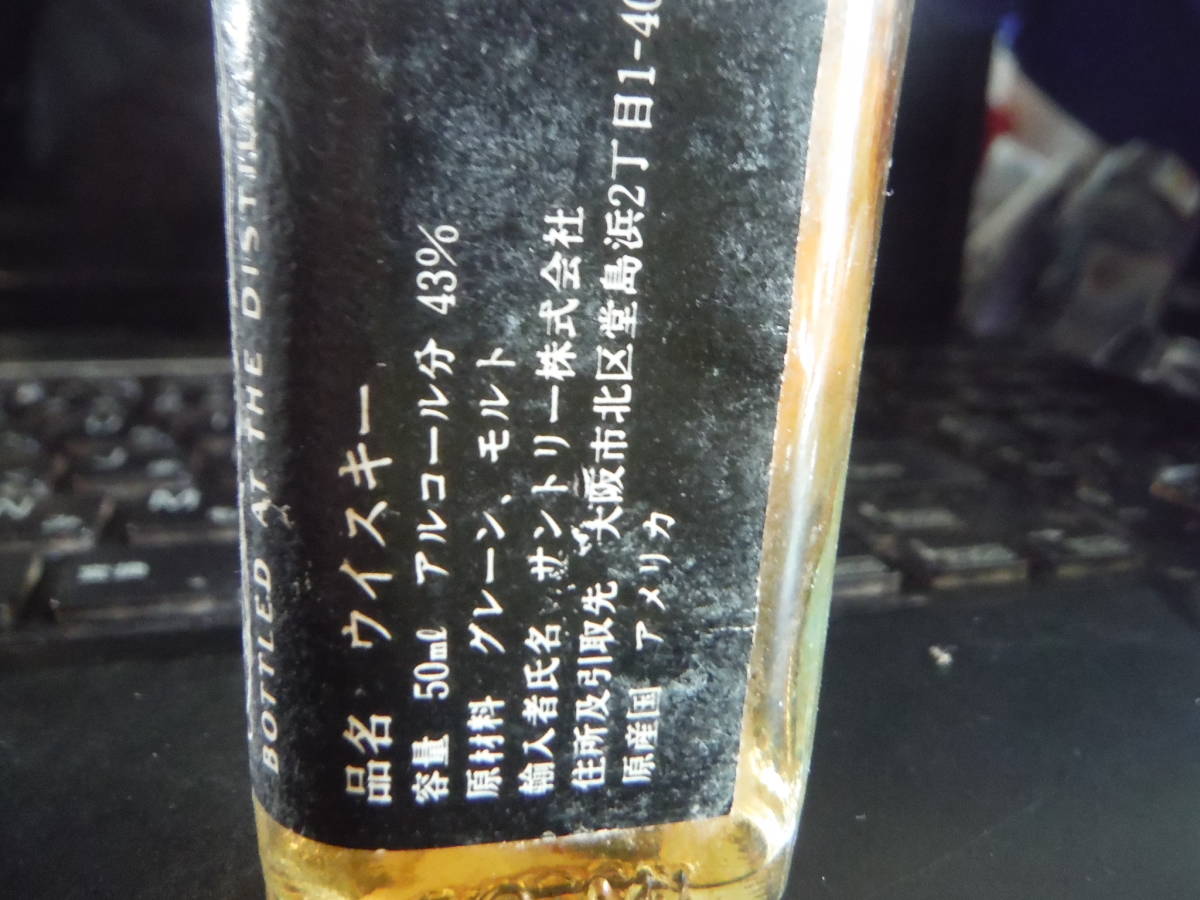 BOTTLED AT THE
品名 ウイスキー
容量 50ml アルコール分 43%
原材料 グレーン、モルト
輸入者氏名 サントリー株式会社
住所及引取先 大阪市北区堂島浜2丁目1-40
原産国 アメリカ